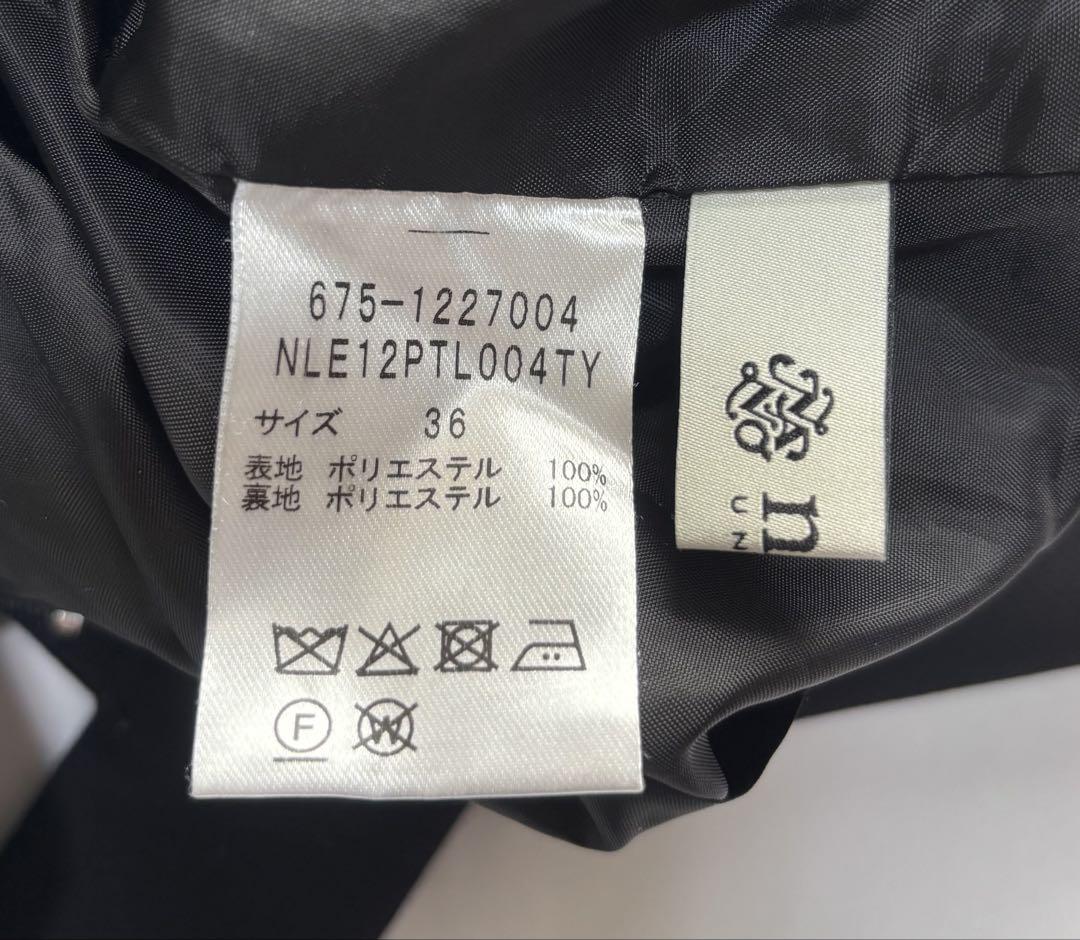 675-1227004
NLE12PTL004TY
サイズ 36
表地 ポリエステル 100%
裏地 ポリエステル 100%
F
W
n
UN